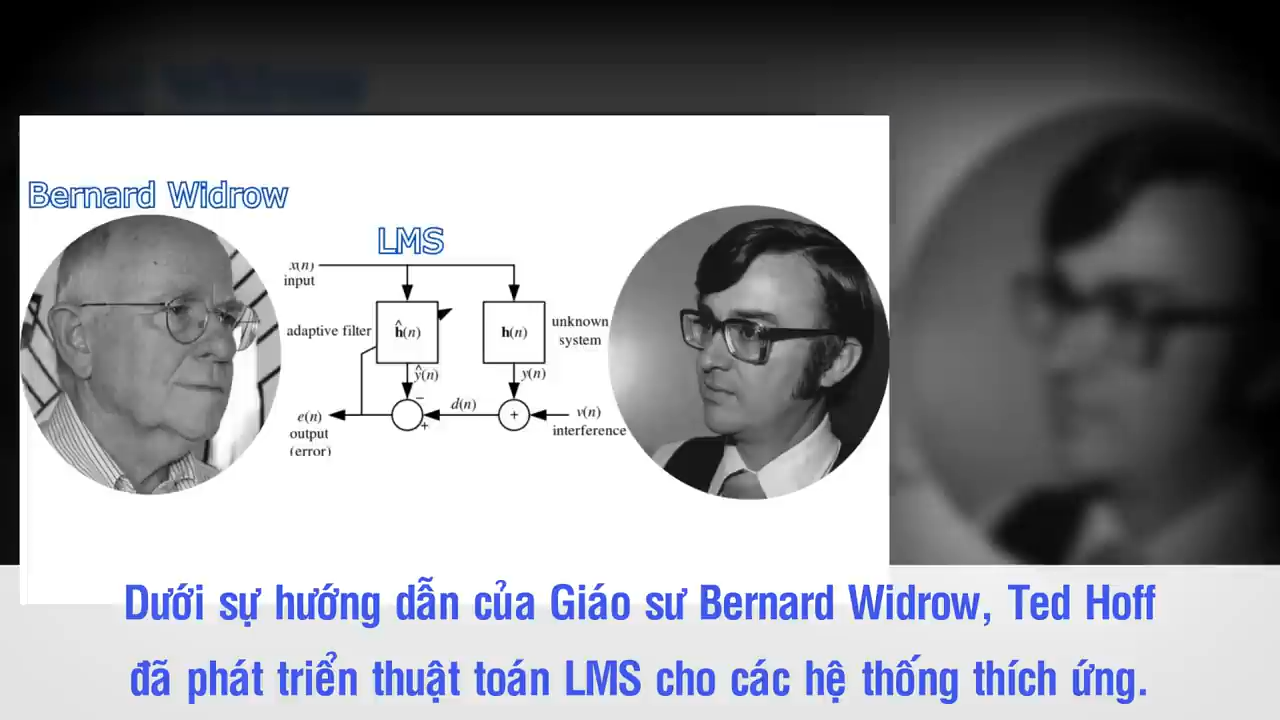 Bernard Widrow
LMS
x(n)
input
adaptive filter
ĥ(n)
h(n)
unknown
system
ŷ(n)
y(n)
−
e(n)
d(n)
+
v(n)
+
output
interference
(error)
Dưới sự hướng dẫn của Giáo sư Bernard Widrow, Ted Hoff
đã phát triển thuật toán LMS cho các hệ thống thích ứng.